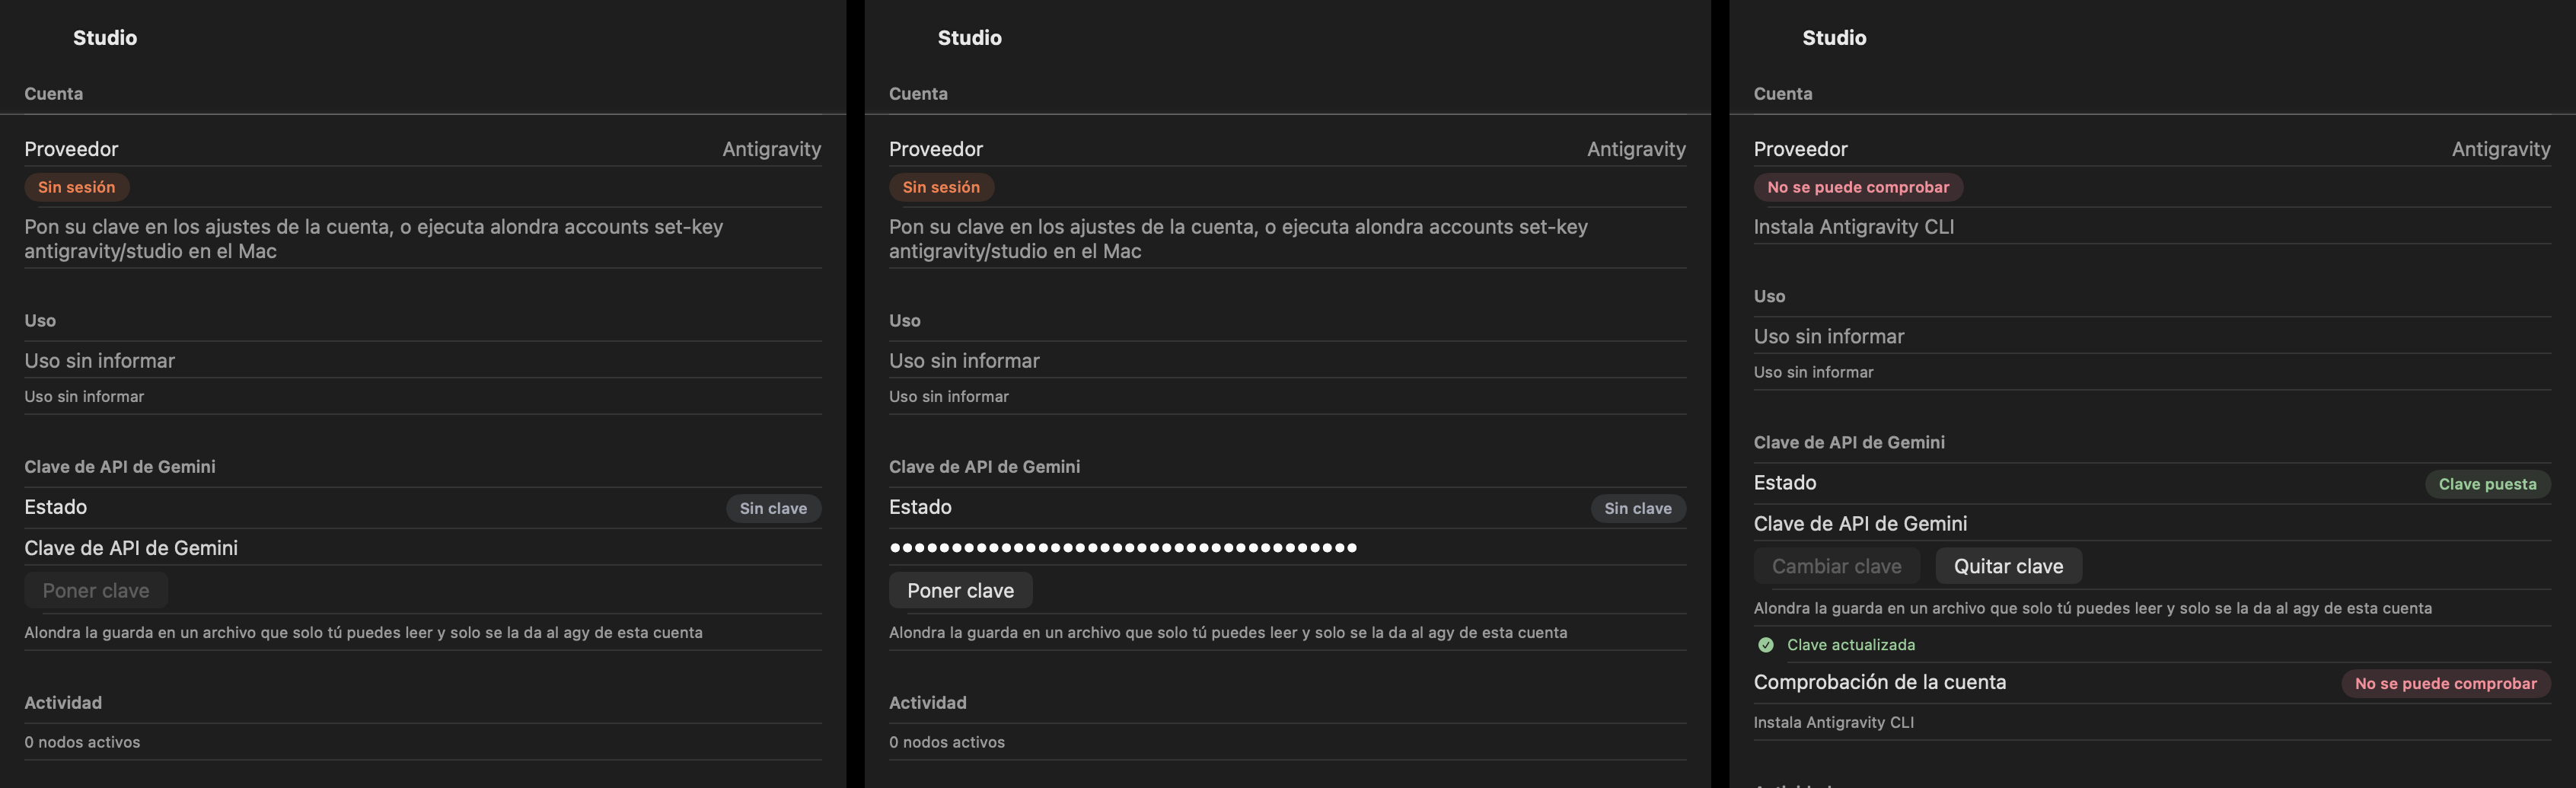 Studio
Cuenta
Proveedor
Antigravity
Sin sesión
Pon su clave en los ajustes de la cuenta, o ejecuta alondra accounts set-key
antigravity/studio en el Mac
Uso
Uso sin informar
Uso sin informar
Clave de API de Gemini
Estado
Sin clave
Clave de API de Gemini
Poner clave
Alondra la guarda en un archivo que solo tú puedes leer y solo se la da al agy de esta cuenta
Actividad
0 nodos activos
Studio
Cuenta
Proveedor
Antigravity
Sin sesión
Pon su clave en los ajustes de la cuenta, o ejecuta alondra accounts set-key
antigravity/studio en el Mac
Uso
Uso sin informar
Uso sin informar
Clave de API de Gemini
Estado
Sin clave
Poner clave
Alondra la guarda en un archivo que solo tú puedes leer y solo se la da al agy de esta cuenta
Actividad
0 nodos activos
Studio
Cuenta
Proveedor
Antigravity
No se puede comprobar
Instala Antigravity CLI
Uso
Uso sin informar
Uso sin informar
Clave de API de Gemini
Estado
Clave puesta
Clave de API de Gemini
Cambiar clave
Quitar clave
Alondra la guarda en un archivo que solo tú puedes leer y solo se la da al agy de esta cuenta
Clave actualizada
Comprobación de la cuenta
No se puede comprobar
Instala Antigravity CLI